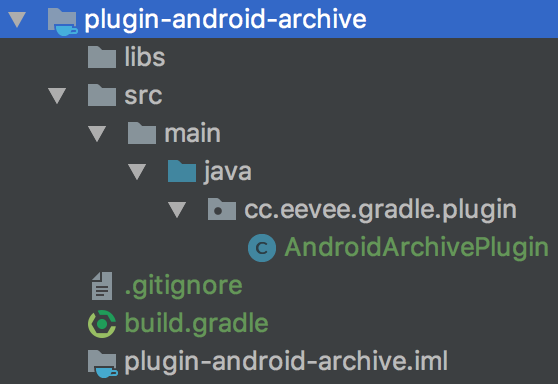 plugin-android-archive
libs
src
main
java
cc.eevee.gradle.plugin
C AndroidArchivePlugin
.gitignore
build.gradle
plugin-android-archive.iml